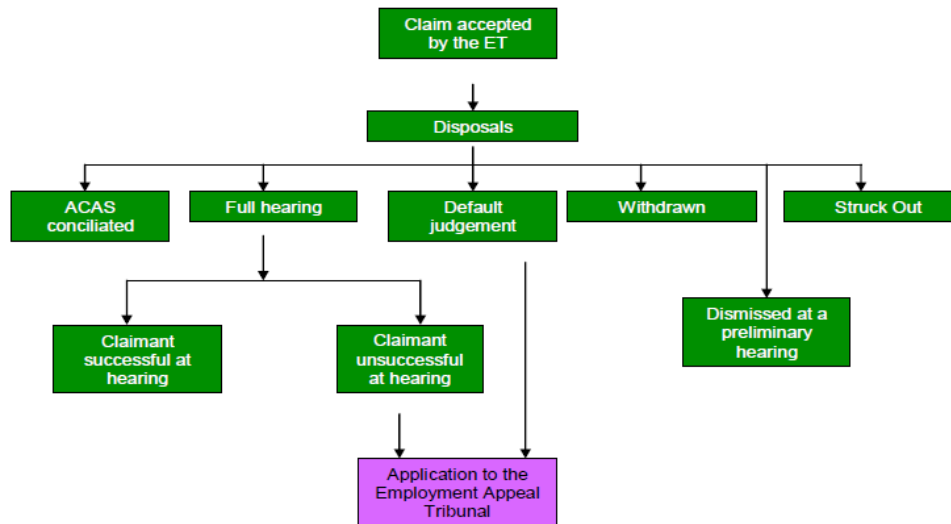 Claim accepted
by the ET
Disposals
ACAS
conciliated
Full hearing
Default
judgement
Withdrawn
Struck Out
Claimant
successful at
hearing
Claimant
unsuccessful
at hearing
Dismissed at a
preliminary
hearing
Application to the
Employment Appeal
Tribunal